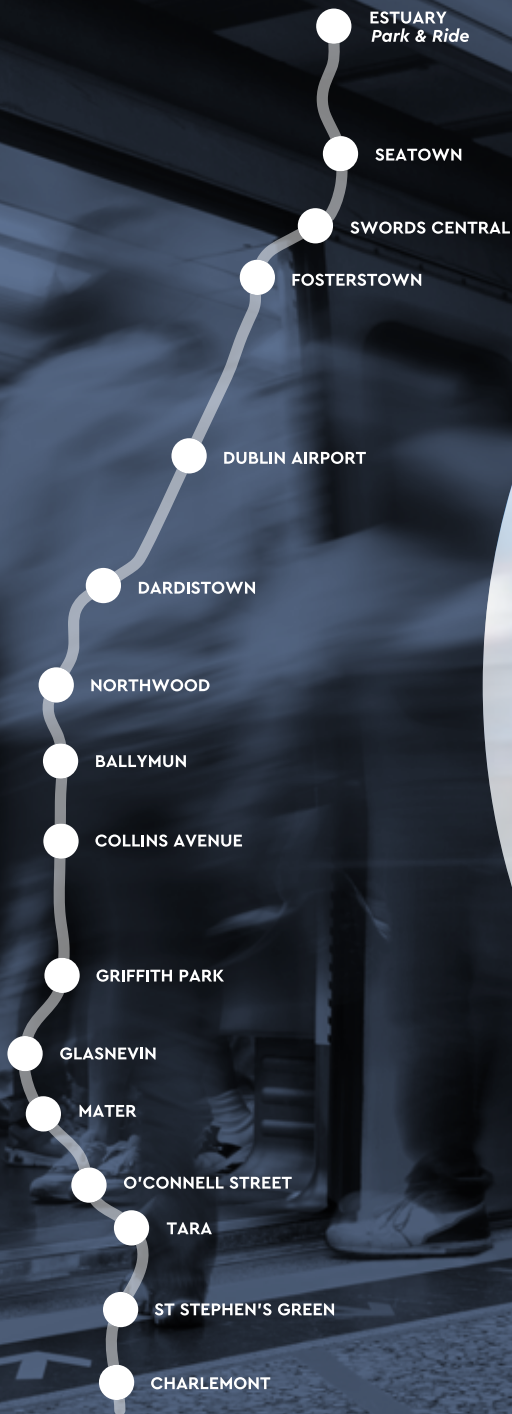 ESTUARY
Park & Ride
SEATOWN
SWORDS CENTRAL
FOSTERSTOWN
DUBLIN AIRPORT
DARDISTOWN
NORTHWOOD
BALLYMUN
COLLINS AVENUE
GRIFFITH PARK
GLASNEVIN
MATER
O'CONNELL STREET
TARA
ST STEPHEN'S GREEN
CHARLEMONT